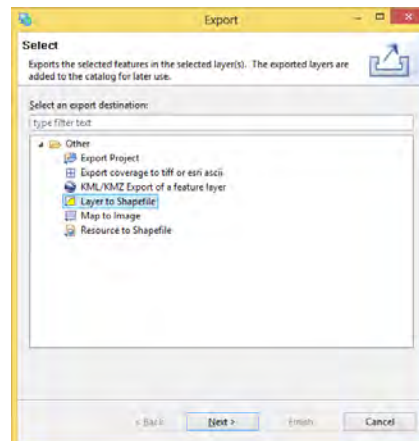 Export
Select
Exports the selected features in the selected layer(s). The exported layers are
added to the catalog for later use.
Select an export destination:
type filter text
Other
Export Project
Export coverage to tiff or esri ascii
KML/KMZ Export of a feature layer
Layer to Shapefile
Map to Image
Resource to Shapefile
< Back Next > Finish Cancel